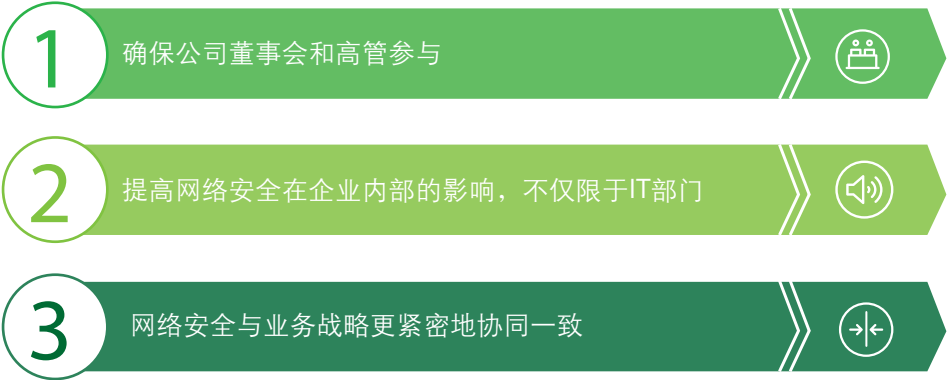 1
确保公司董事会和高管参与
2
提高网络安全在企业内部的影响，不仅限于IT部门
3
网络安全与业务战略更紧密地协同一致